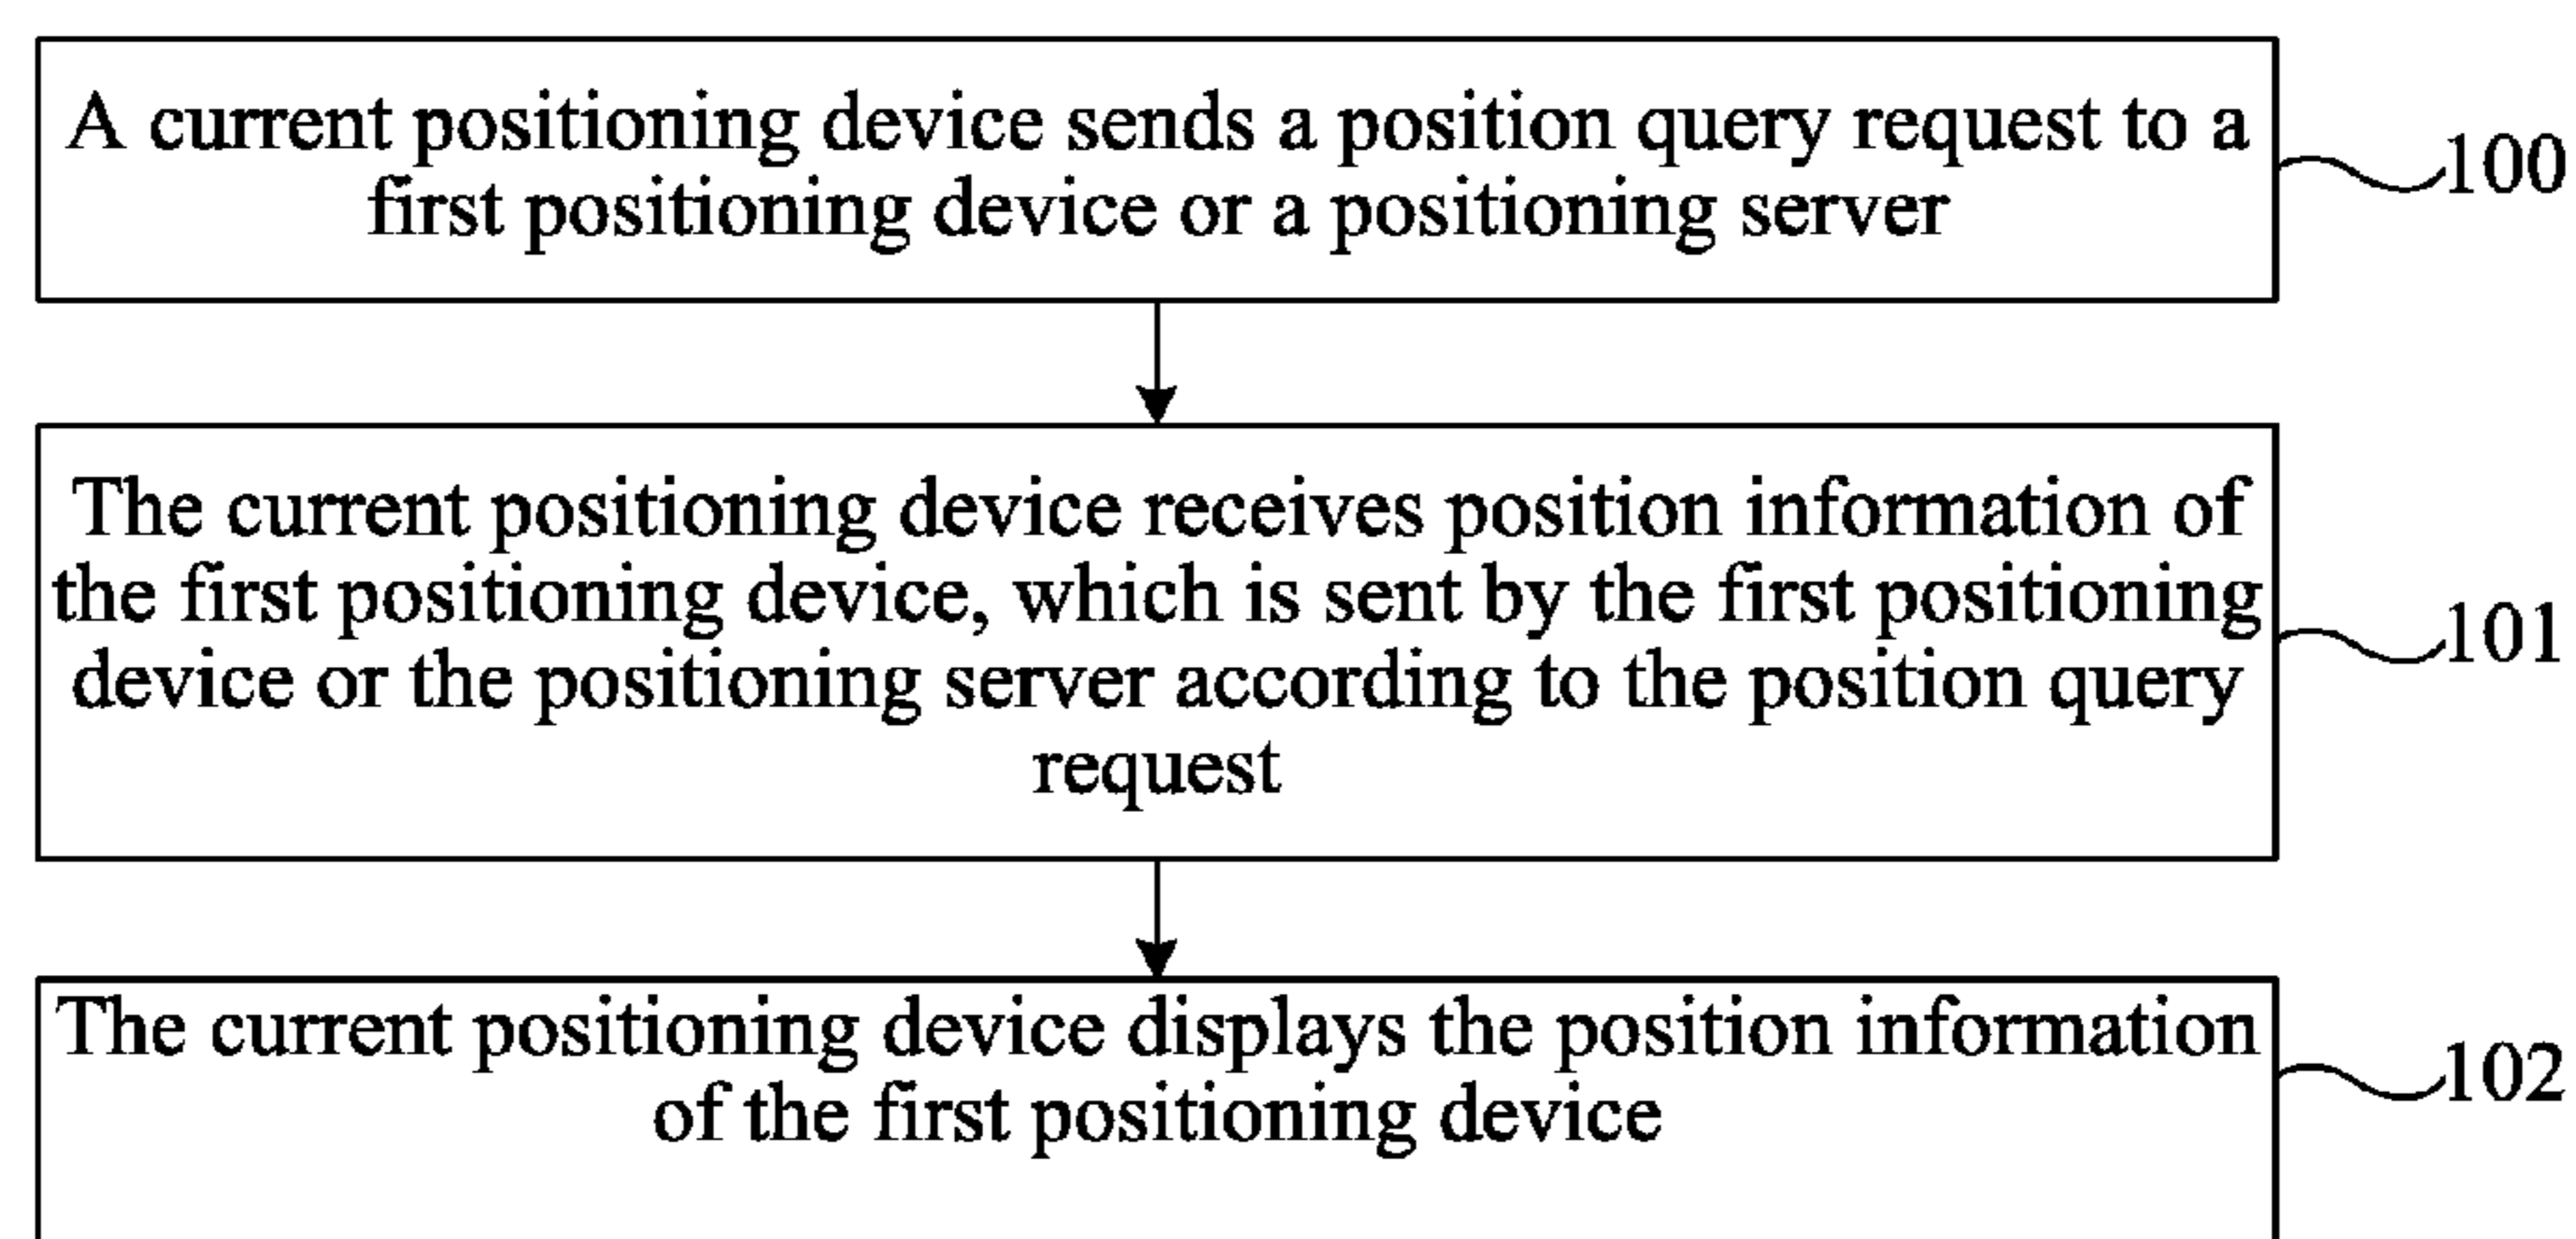 A current positioning device sends a position query request to a
first positioning device or a positioning server
100
The current positioning device receives position information of
the first positioning device, which is sent by the first positioning
device or the positioning server according to the position query
request
101
The current positioning device displays the position information
of the first positioning device
102